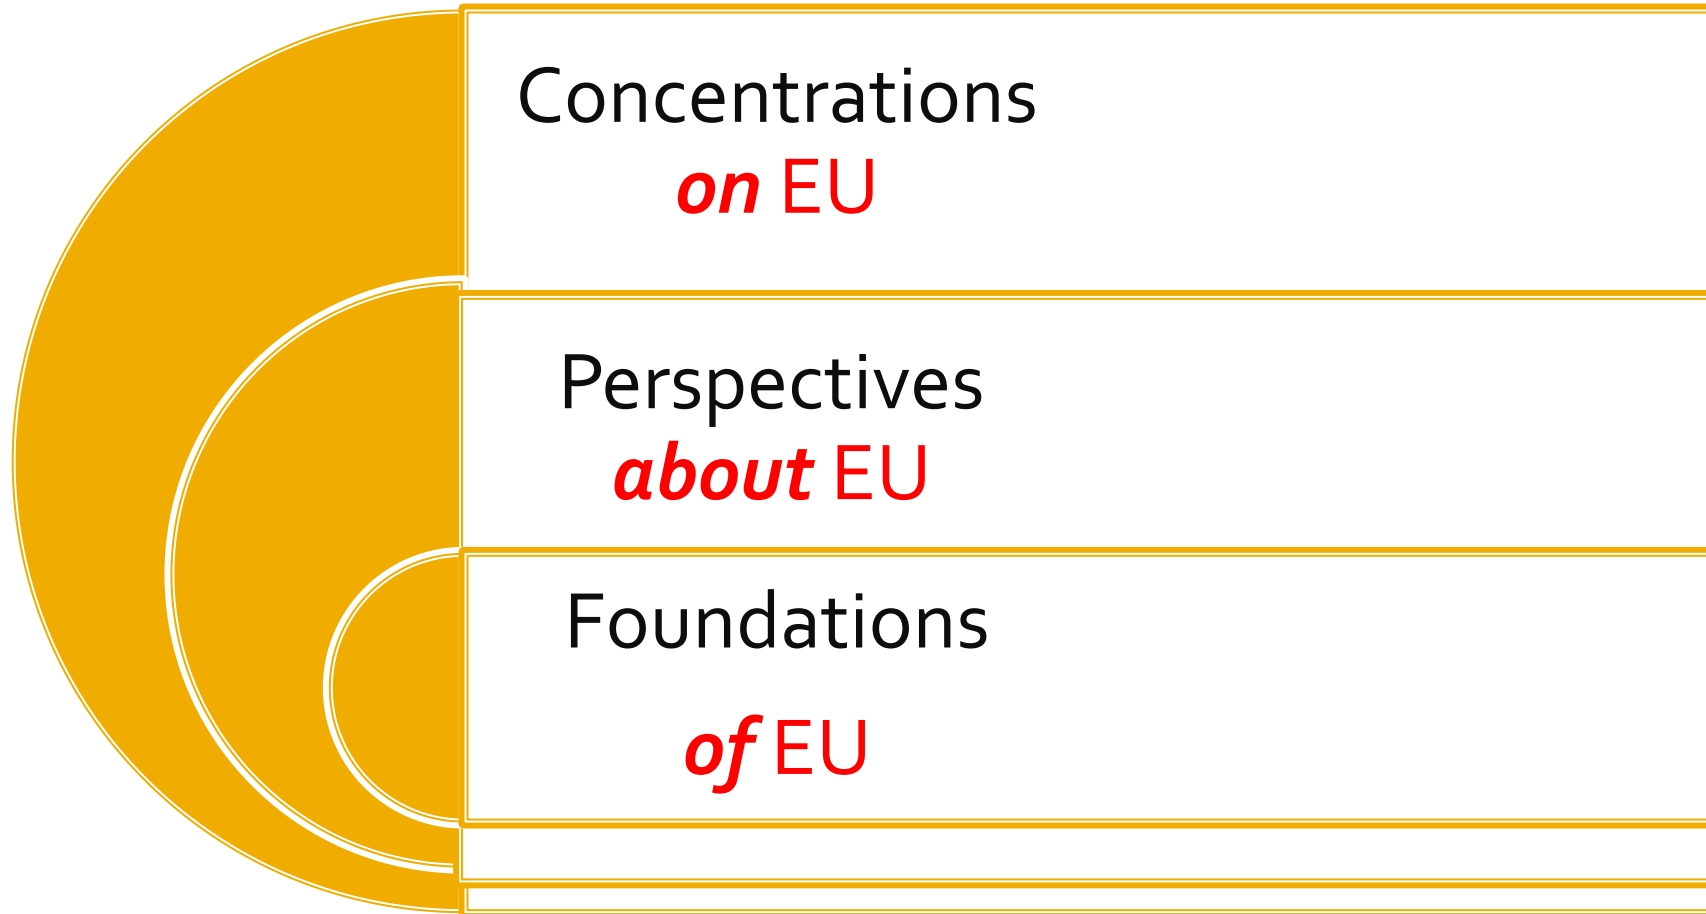 Concentrations
on EU
Perspectives
about EU
Foundations
of EU